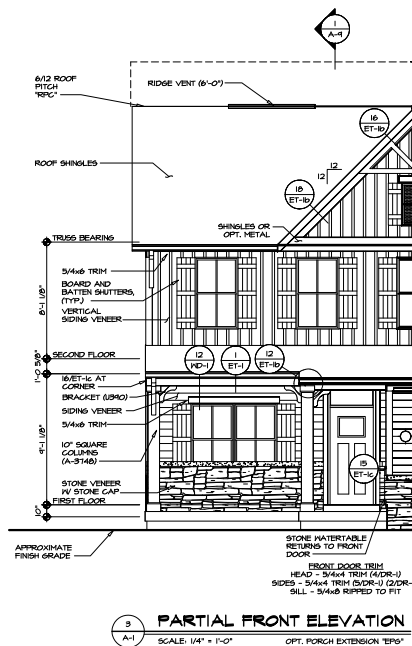 1
A-9
6/12 ROOF
PITCH
"RPC"
RIDGE VENT (6'-0")
16
ET-1b
ROOF SHINGLES
12
12
18
ET-1b
SHINGLES OR
OPT. METAL
TRUSS BEARING
5/4x6 TRIM
BOARD AND
BATTEN SHUTTERS,
(TYP.)
VERTICAL
SIDING VENEER
8'-1 1/8"
SECOND FLOOR
1'-0 5/8"
12
WD-1
1
ET-1
12
ET-1b
16/ET-1c AT
CORNER
BRACKET (U390)
SIDING VENEER
5/4x6 TRIM
9'-1 1/8"
10" SQUARE
COLUMNS
(A-3748)
15
ET-1c
STONE VENEER
W/ STONE CAP
FIRST FLOOR
10"
APPROXIMATE
FINISH GRADE
STONE WATERTABLE
RETURNS TO FRONT
DOOR
FRONT DOOR TRIM
HEAD - 5/4x4 TRIM (4/DR-1)
SIDES - 5/4x4 TRIM (5/DR-1) (2/DR-
SILL - 5/4x8 RIPPED TO FIT
3
A-1
PARTIAL FRONT ELEVATION
SCALE: 1/4" = 1'-0"
OPT. PORCH EXTENSION "EPS"